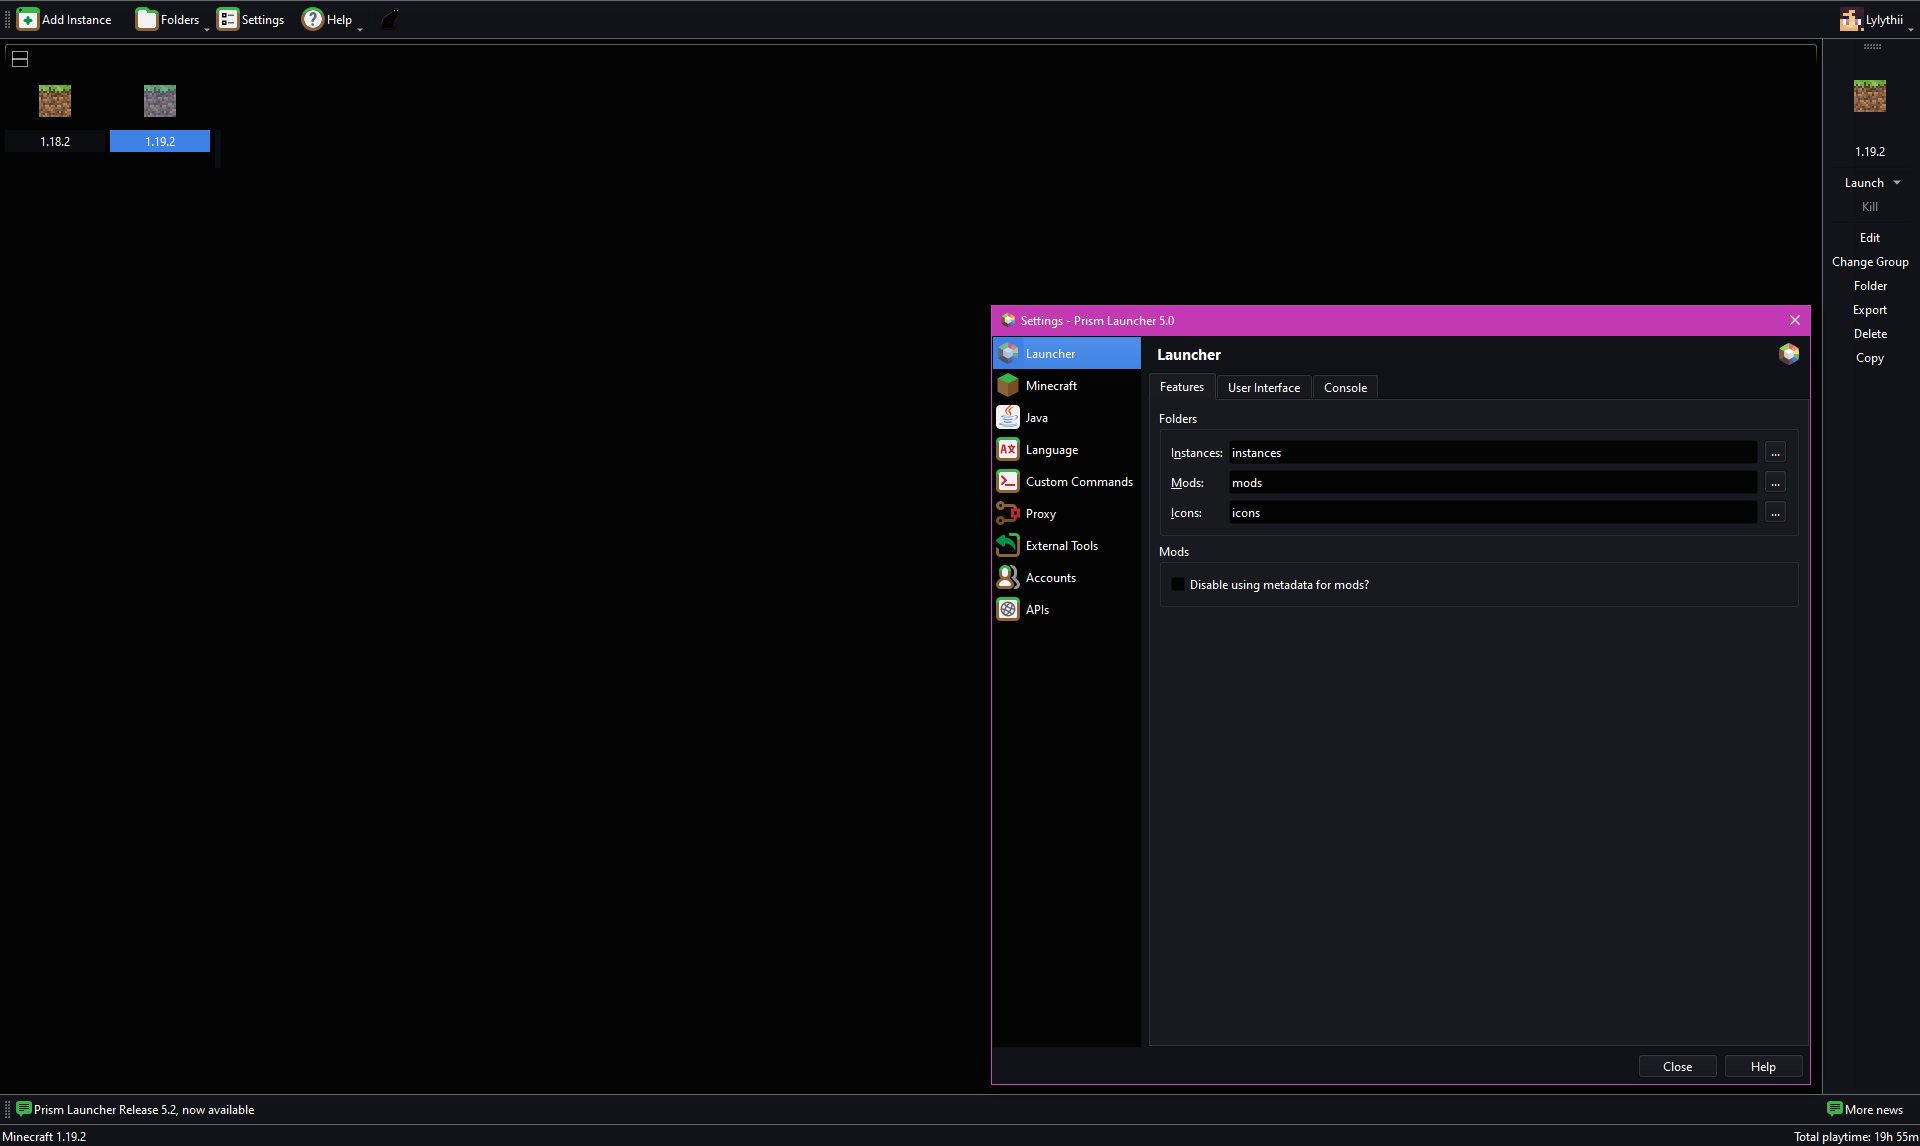 Add Instance
Folders
Settings
Help
Lylythii
1.18.2
1.19.2
1.19.2
Launch
Kill
Edit
Change Group
Folder
Export
Delete
Copy
Settings - Prism Launcher 5.0
Launcher
Minecraft
Java
Language
Custom Commands
Proxy
External Tools
Accounts
APIs
Launcher
Features
User Interface
Console
Folders
Instances: instances ...
Mods: mods ...
Icons: icons ...
Mods
Disable using metadata for mods?
Close
Help
Prism Launcher Release 5.2, now available
More news
Minecraft 1.19.2
Total playtime: 19h 55m